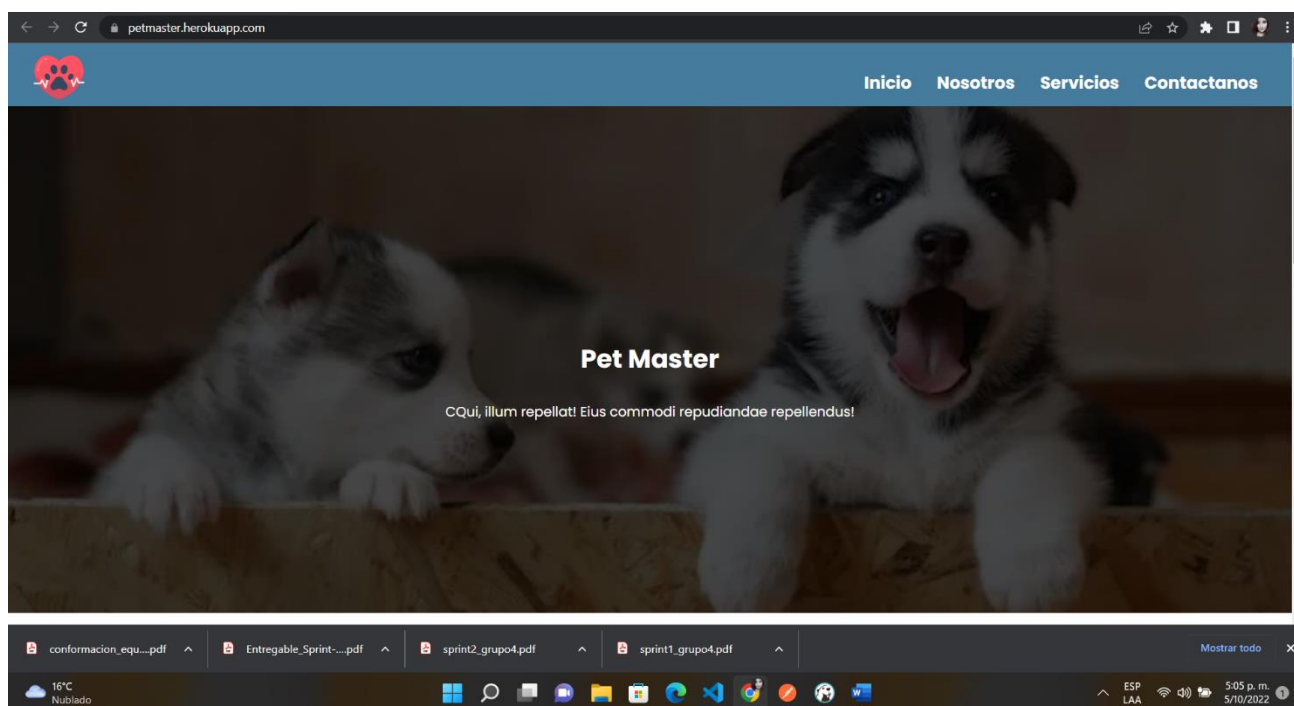 petmaster.herokuapp.com
Inicio Nosotros Servicios Contactanos
Pet Master
CQui, illum repellat! Eius commodi repudiandae repellendus!
conformacion_equ....pdf Entregable_Sprint-....pdf sprint2_grupo4.pdf sprint1_grupo4.pdf Mostrar todo
16°C
Nublado
ESP
LAA
5:05 p. m.
5/10/2022
1